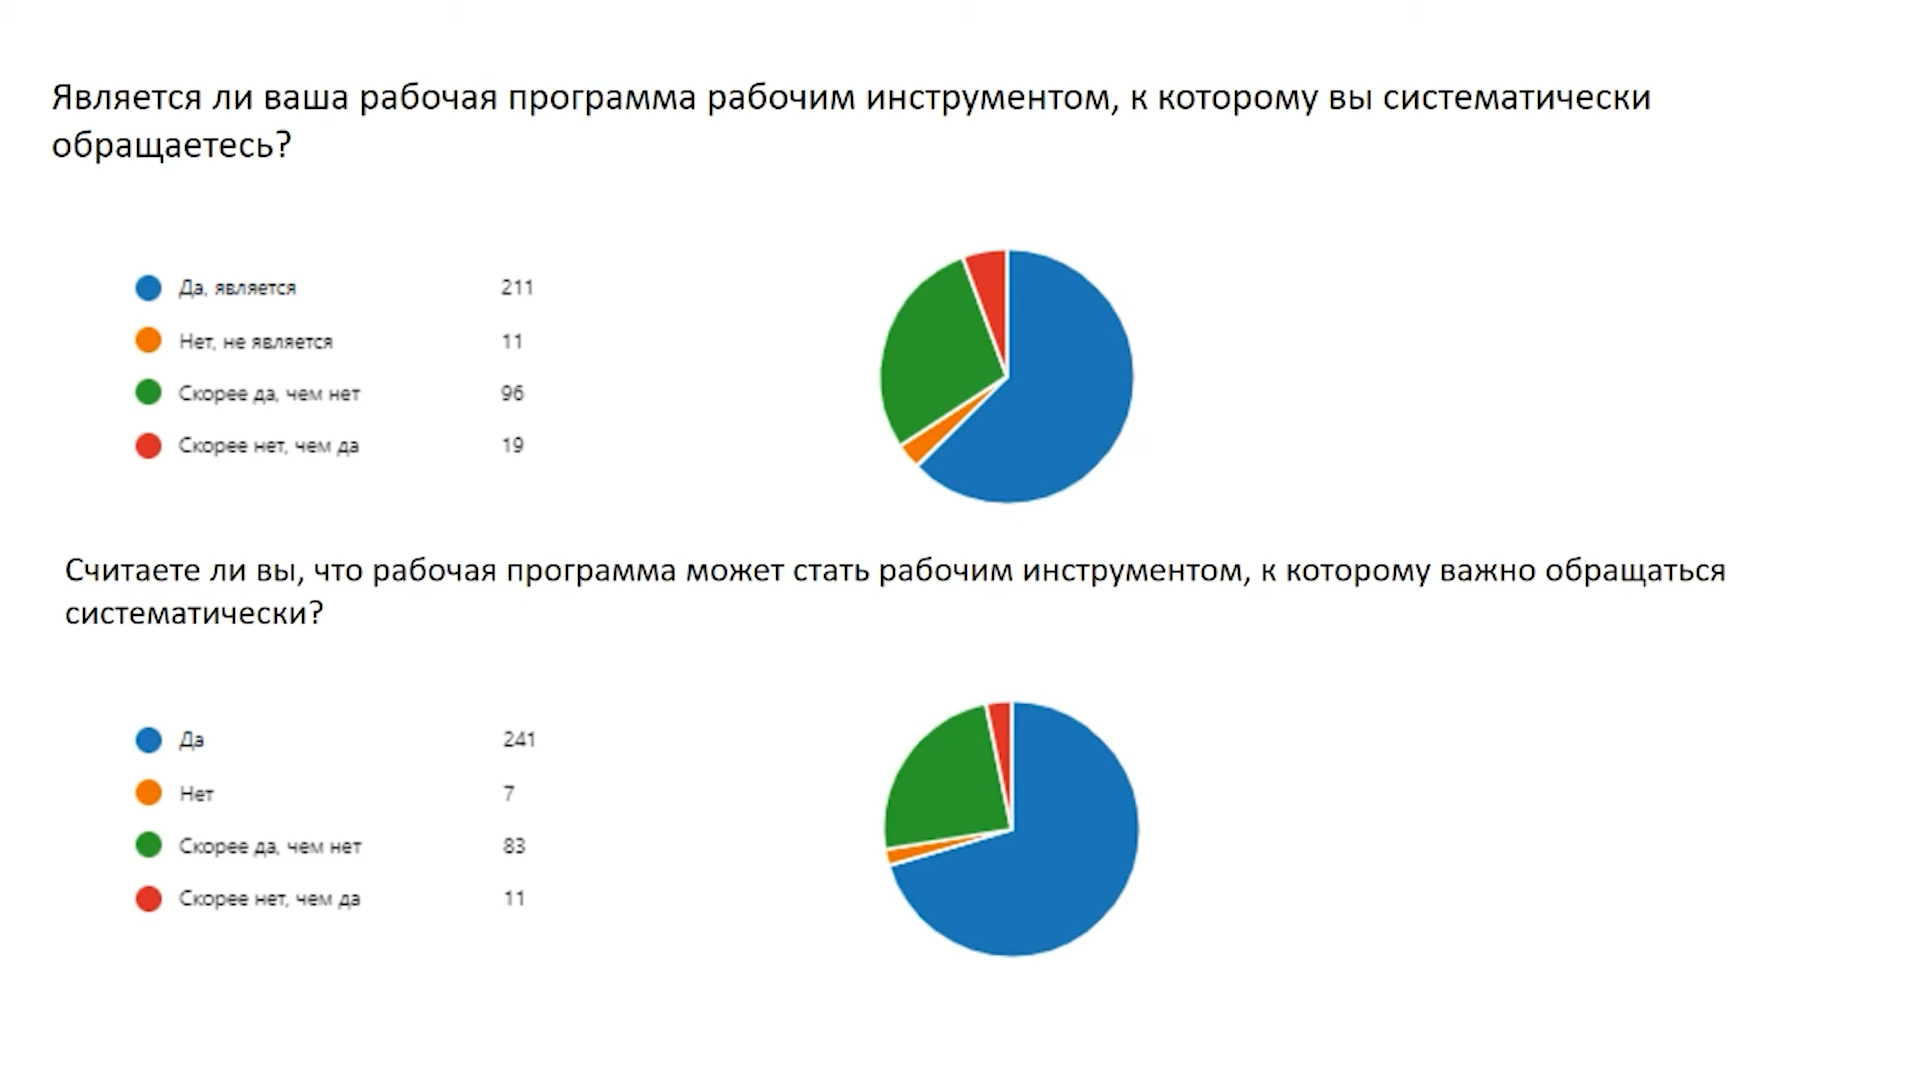 Является ли ваша рабочая программа рабочим инструментом, к которому вы систематически
обращаетесь?
Да, является 211
Нет, не является 11
Скорее да, чем нет 96
Скорее нет, чем да 19
Считаете ли вы, что рабочая программа может стать рабочим инструментом, к которому важно обращаться
систематически?
Да 241
Нет 7
Скорее да, чем нет 83
Скорее нет, чем да 11